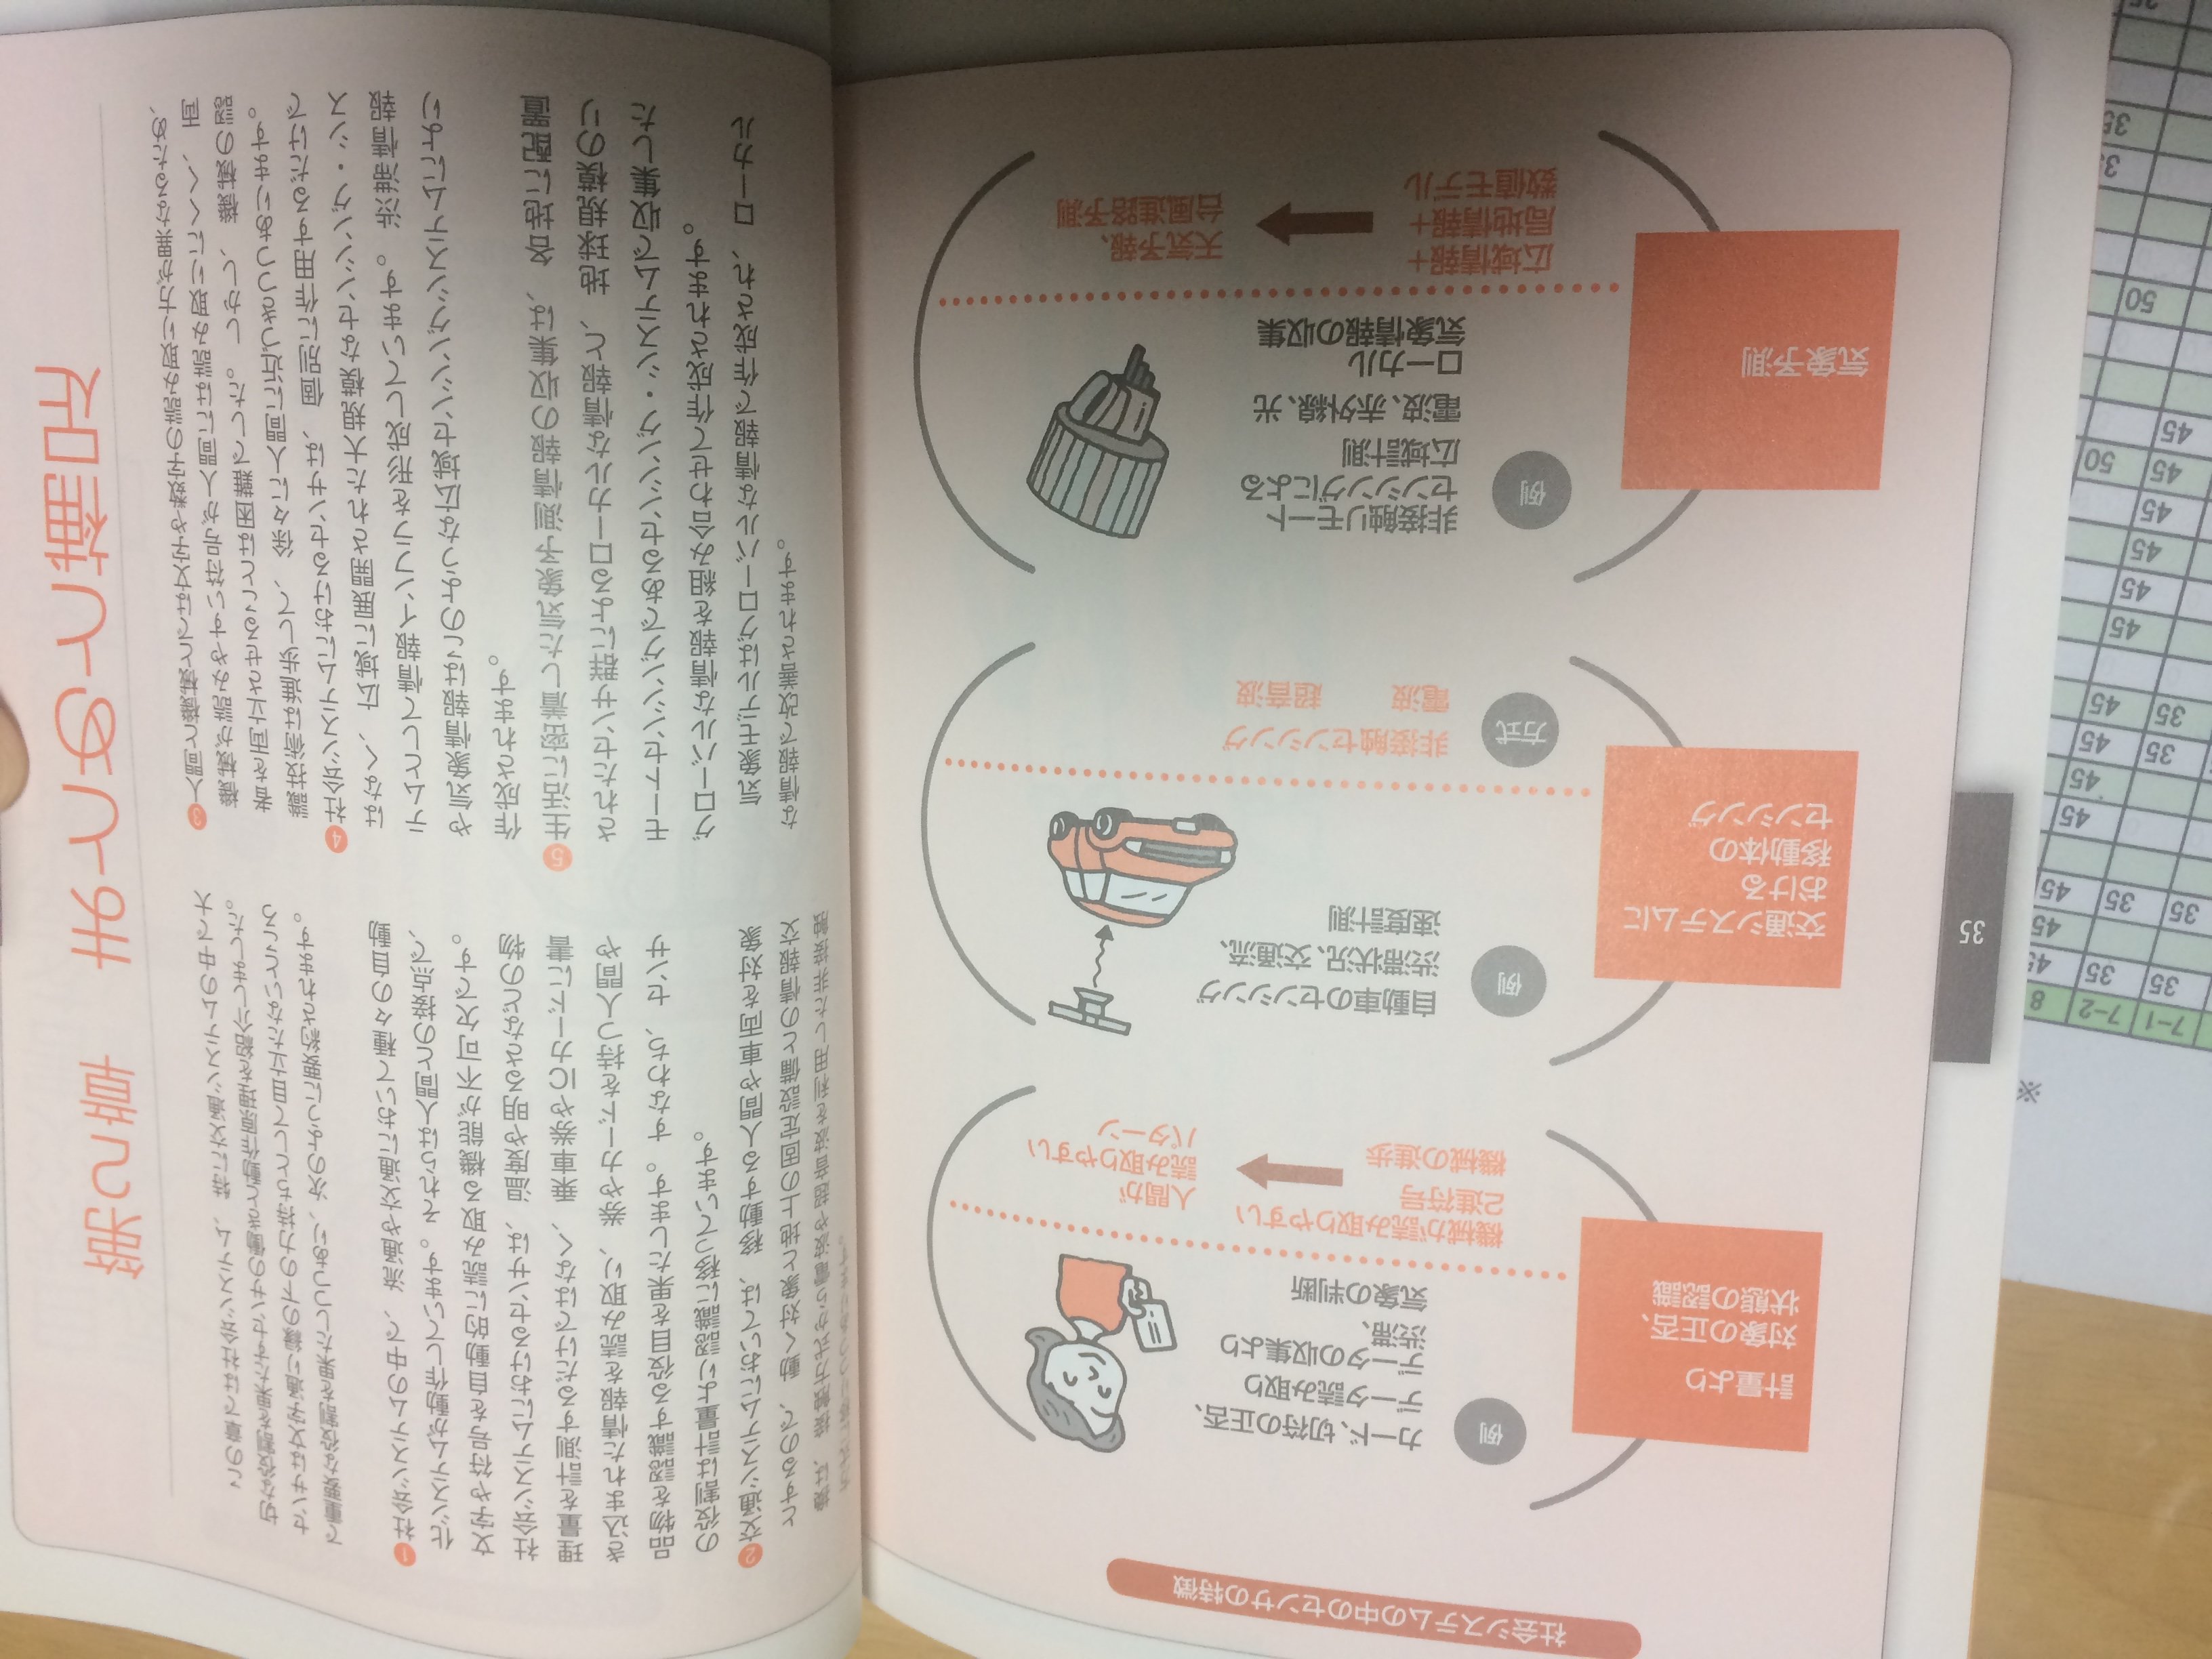 第2章　まとめと補足
この章では社会システム、特に交通システムの中で大
切な役割を果たすセンサの働きと動作原理を紹介しました。
センサは文字通り縁の下の力持ちとして目立たないところ
で重要な役割を果たしつつあり、次のように要約されます。
❶社会システムの中で、流通や交通において種々の自動
化システムが動作しています。それらは人間との接点で、
文字や符号を自動的に読み取る機能が不可欠です。
社会システムにおけるセンサは、温度や明るさなどの物
理量を計測するだけではなく、乗車券やICカードに書
き込まれた情報を読み取り、券やカードを持つ人間や
品物を認識する役目を果たします。すなわち、センサ
の役割は計量より認識に移っています。
❷交通システムにおいては、移動する人間や車両を対象
とするので、動く対象と地上の固定設備との情報交
換は、接触方式から電波や超音波を利用した非接触
❸人間と機械とでは文字や数字の読み取り方が異なるため、
機械が読みやすい符号が人間には読み取りにくく、両
者を両立させることは困難でした。しかし、機械の認
識技術は進歩して、徐々に人間に近づきつつあります。
❹社会システムにおけるセンサは、個別に作用するだけで
はなく、広域に展開された大規模なセンシング・シス
テムとして情報インフラを形成しています。渋滞情報
や気象情報はこのような広域センシングシステムにより
作成されます。
❺生活に密着した気象予測情報の収集は、各地に配置
されたセンサ群によるローカルな情報と、地球規模のリ
モートセンシングであるセンシング・システムで収集した
グローバルな情報を組み合わせて作成されます。
気象モデルはグローバルな情報で作成され、ローカル
な情報で改善されます。
社会システムの中のセンサの特徴
計量より
対象の正否、
状態の認識
例
カード、切符の正否、
データ読み取り
データの収集より
渋滞、
気象の判断
機械が読み取りやすい
2進符号
機械の進歩
人間が
読み取りやすい
パターン
交通システムに
おける
移動体の
センシング
例
自動車のセンシング
渋滞状況、交通流、
速度計測
方式
非接触センシング
電波　超音波
気象予測
例
非接触リモート
センシングによる
広域計測
電波、赤外線、光
ローカル
気象情報の収集
広域情報＋
局地情報＋
数値モデル
天気予報、
台風進路予測
35
※
7-1 7-2 8
35 35 45
45
35 35 45
45
45
35 45
35 45
45
45
45
45
45 50
45
50
35